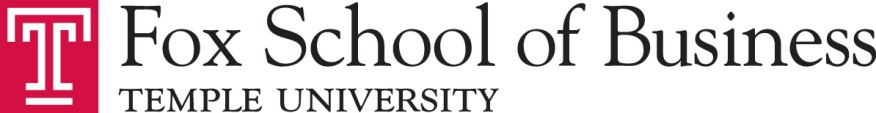 Fox School of Business
TEMPLE UNIVERSITY